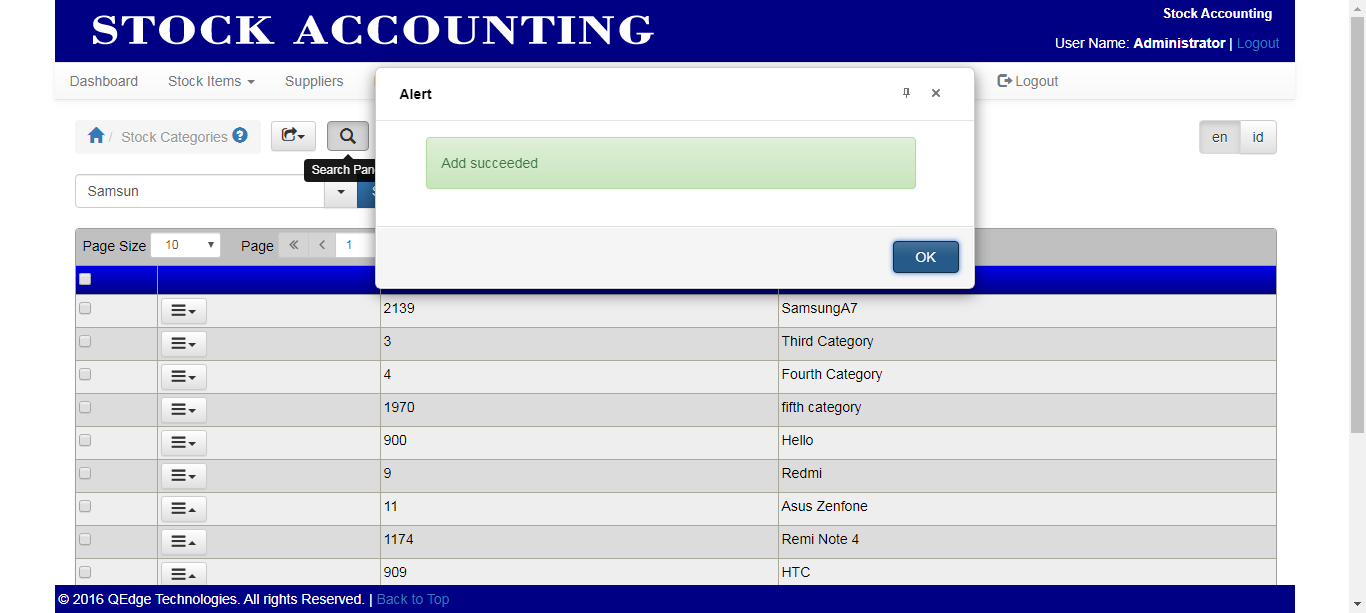 STOCK ACCOUNTING
Stock Accounting
User Name: Administrator | Logout
Dashboard Stock Items Suppliers Logout
Alert
/ Stock Categories ?
en id
Add succeeded
Search Pan
Samsun
Page Size 10 Page « < 1
OK
2139 SamsungA7
3 Third Category
4 Fourth Category
1970 fifth category
900 Hello
9 Redmi
11 Asus Zenfone
1174 Remi Note 4
909 HTC
© 2016 QEdge Technologies. All rights Reserved. | Back to Top